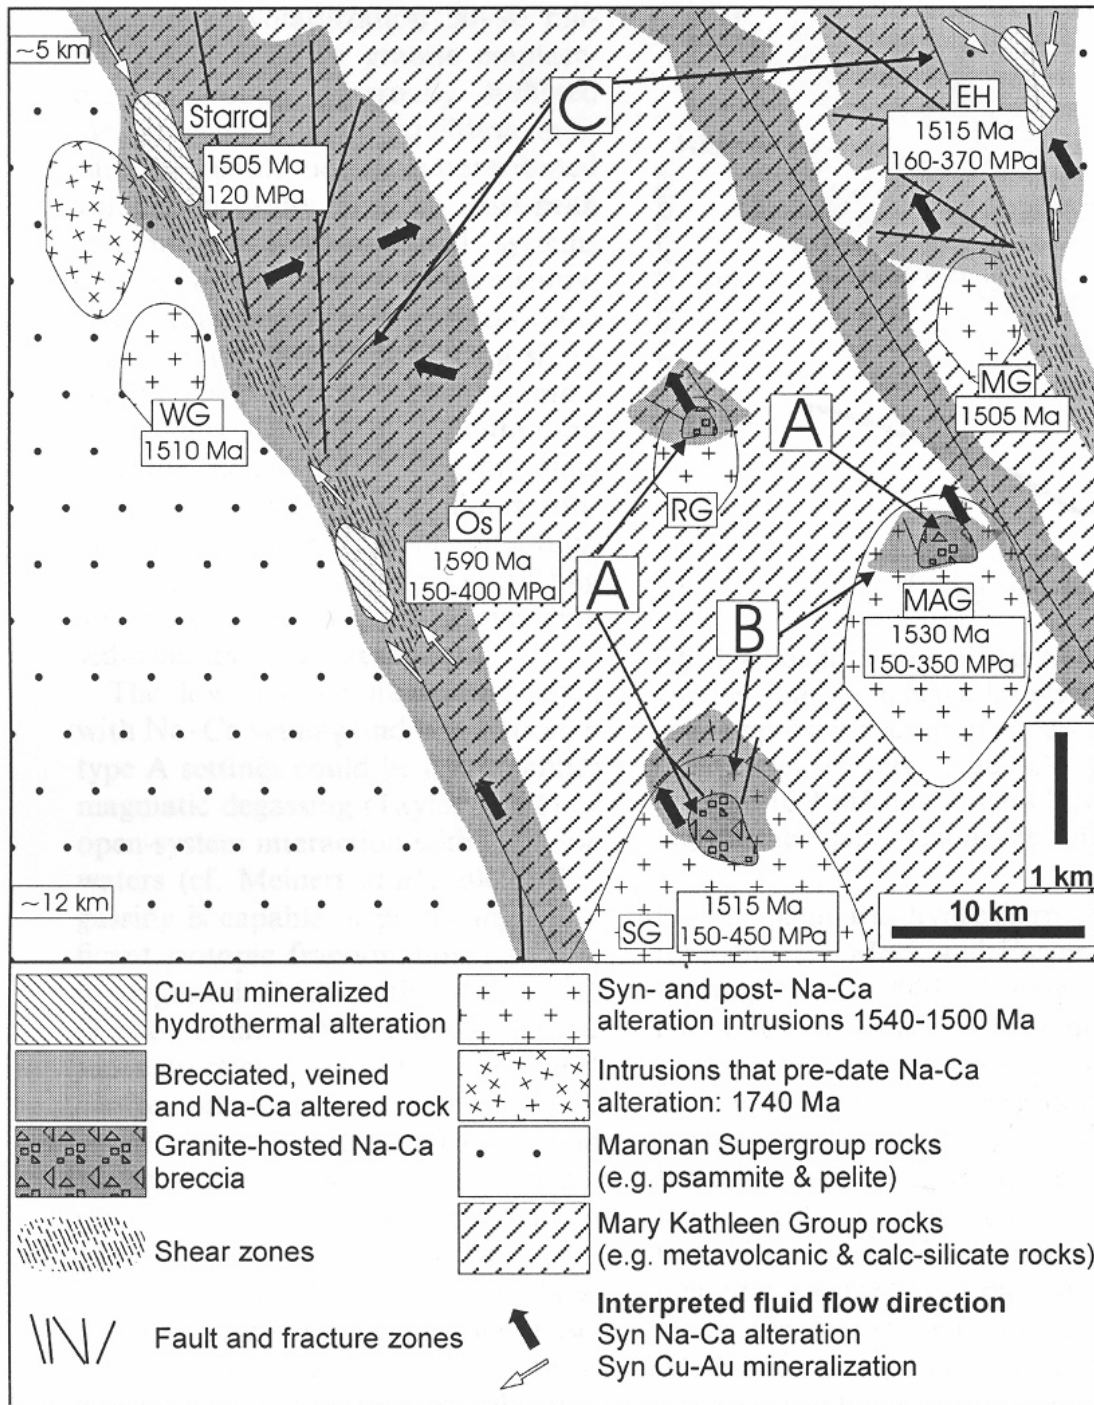 ~5 km
C
Starra
1505 Ma
120 MPa
EH
1515 Ma
160-370 MPa
WG
1510 Ma
MG
1505 Ma
A
RG
Os
1590 Ma
150-400 MPa
A
B
MAG
1530 Ma
150-350 MPa
~12 km
SG
1515 Ma
150-450 MPa
1 km
10 km
Cu-Au mineralized
hydrothermal alteration
Brecciated, veined
and Na-Ca altered rock
Granite-hosted Na-Ca
breccia
Shear zones
Fault and fracture zones
Syn- and post- Na-Ca
alteration intrusions 1540-1500 Ma
Intrusions that pre-date Na-Ca
alteration: 1740 Ma
Maronan Supergroup rocks
(e.g. psammite & pelite)
Mary Kathleen Group rocks
(e.g. metavolcanic & calc-silicate rocks)
Interpreted fluid flow direction
Syn Na-Ca alteration
Syn Cu-Au mineralization